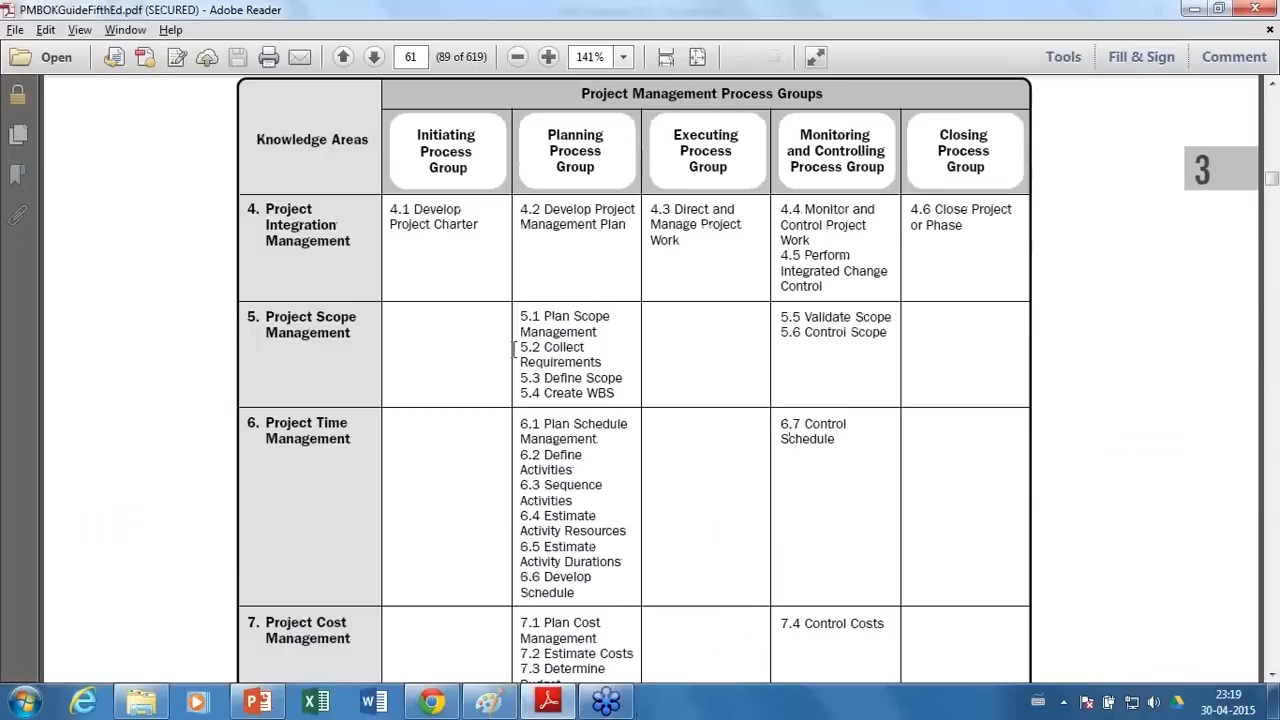 PMBOKGuideFifthEd.pdf (SECURED) - Adobe Reader
File Edit View Window Help
Open 61 (89 of 619) 141% Tools Fill & Sign Comment
Project Management Process Groups
Knowledge Areas
Initiating
Process
Group
Planning
Process
Group
Executing
Process
Group
Monitoring
and Controlling
Process Group
Closing
Process
Group
3
4. Project
Integration
Management
4.1 Develop
Project Charter
4.2 Develop Project
Management Plan
4.3 Direct and
Manage Project
Work
4.4 Monitor and
Control Project
Work
4.5 Perform
Integrated Change
Control
4.6 Close Project
or Phase
5. Project Scope
Management
5.1 Plan Scope
Management
5.2 Collect
Requirements
5.3 Define Scope
5.4 Create WBS
5.5 Validate Scope
5.6 Control Scope
6. Project Time
Management
6.1 Plan Schedule
Management
6.2 Define
Activities
6.3 Sequence
Activities
6.4 Estimate
Activity Resources
6.5 Estimate
Activity Durations
6.6 Develop
Schedule
6.7 Control
Schedule
7. Project Cost
Management
7.1 Plan Cost
Management
7.2 Estimate Costs
7.3 Determine
7.4 Control Costs
23:19
30-04-2015